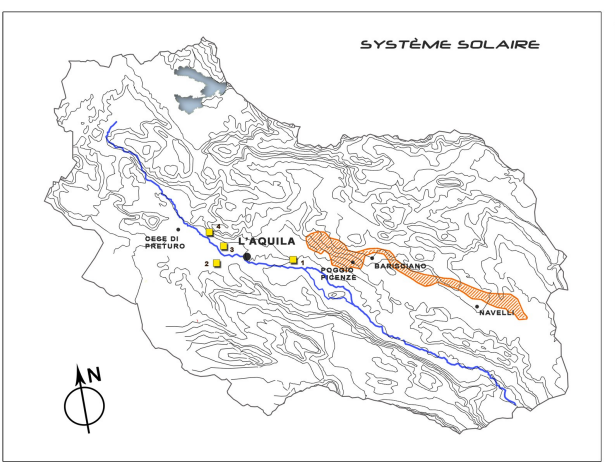 SYSTÈME SOLAIRE
4
L'AQUILA
CESE DI
PRETURO
3
2
1
POGGIO
PICENZE
BARISCIANO
NAVELLI
N